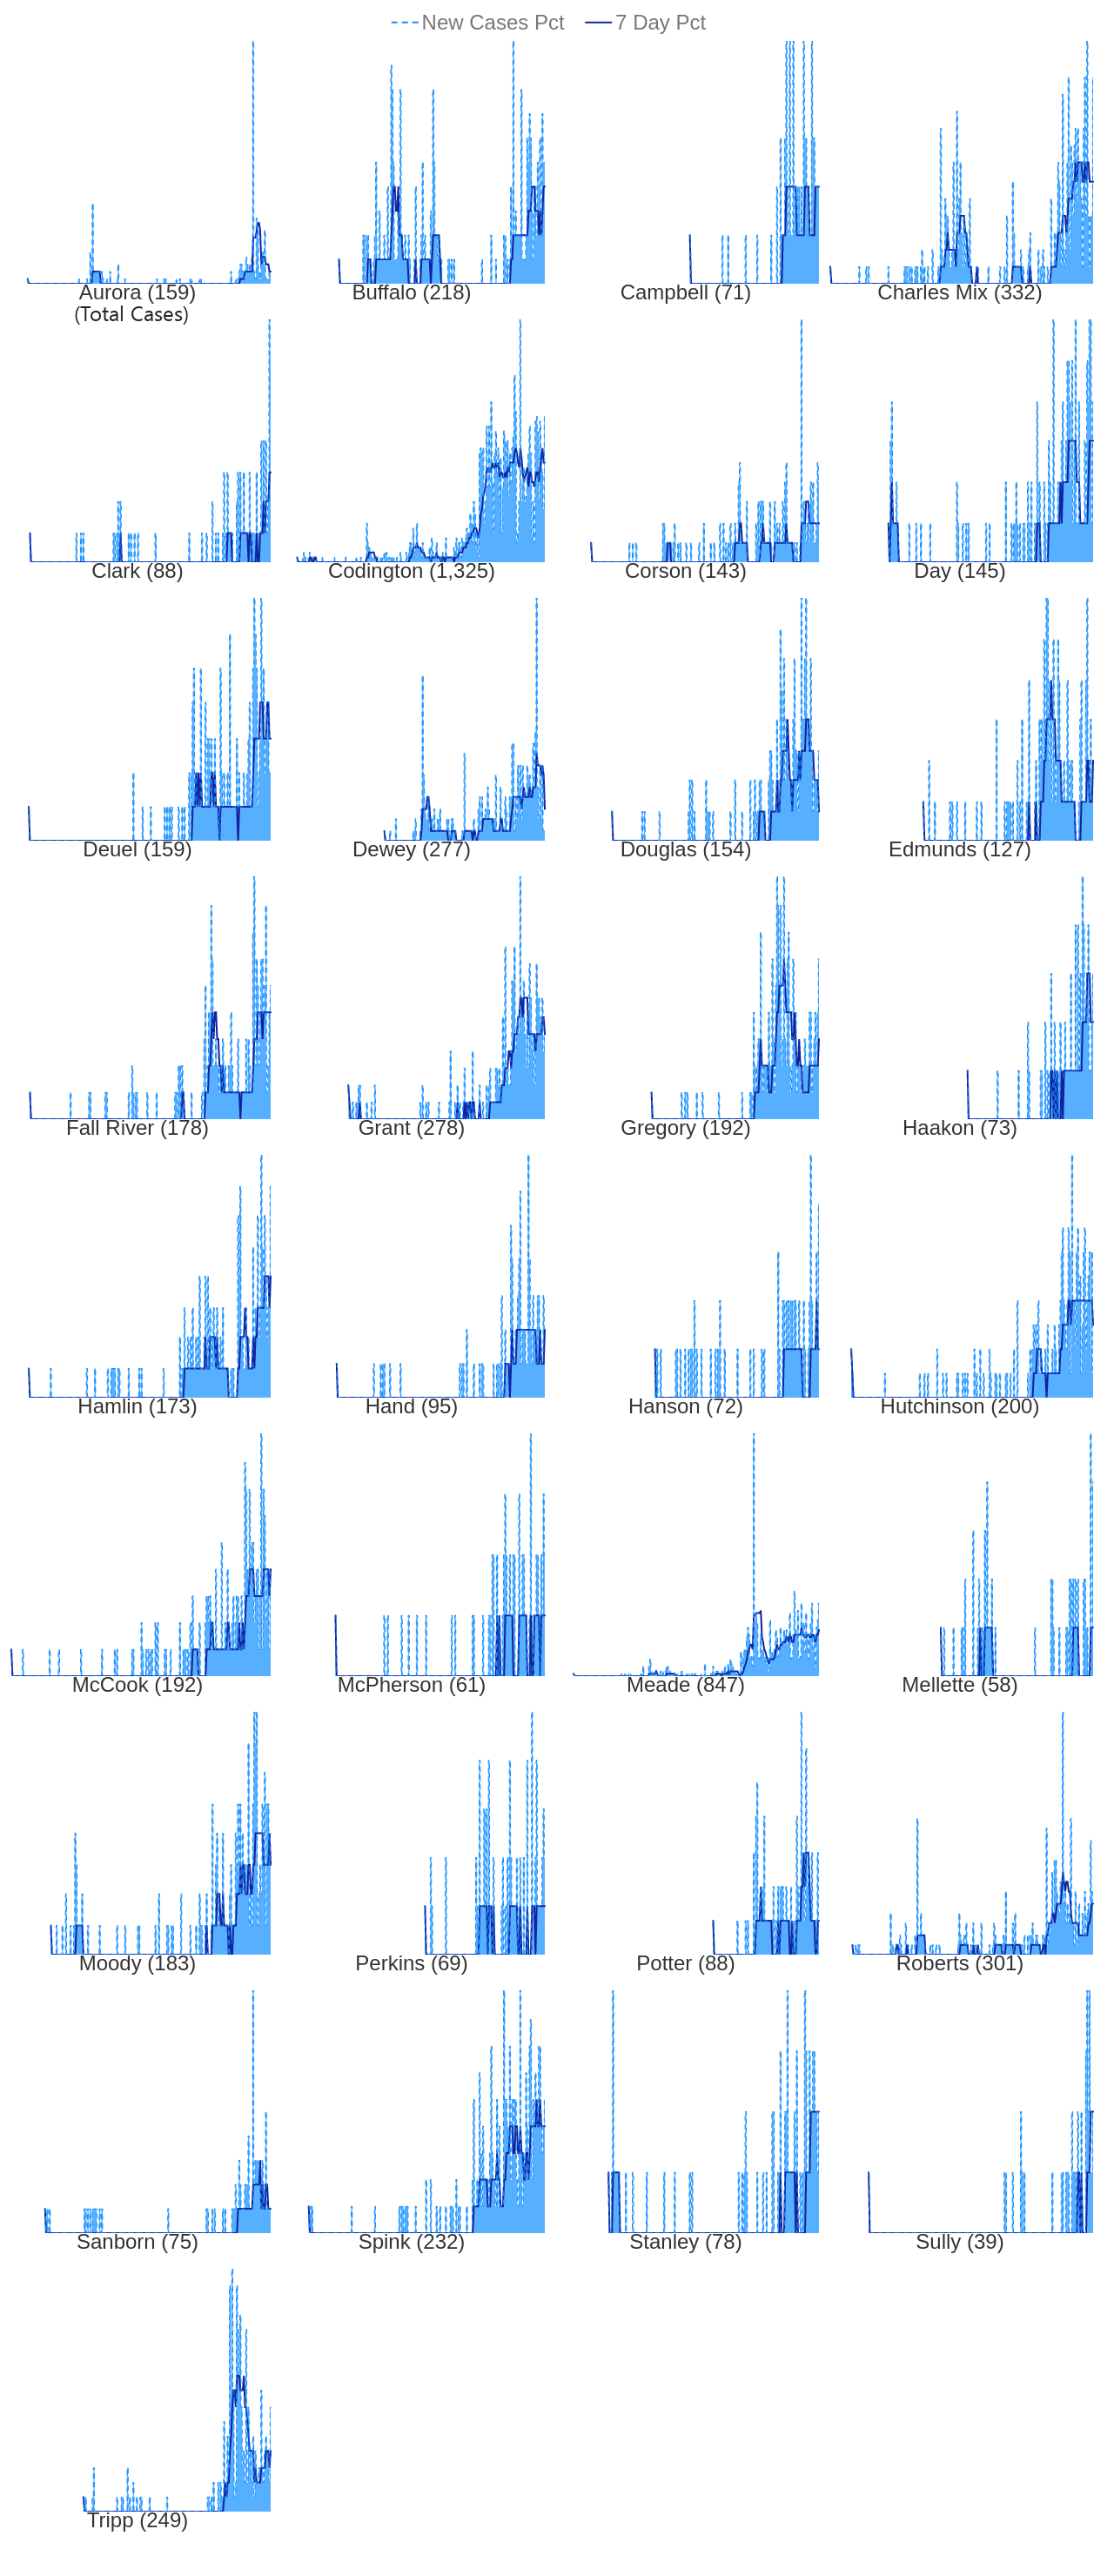 New Cases Pct 7 Day Pct
Aurora (159) Buffalo (218) Campbell (71) Charles Mix (332)
(Total Cases)
Clark (88) Codington (1,325) Corson (143) Day (145)
Deuel (159) Dewey (277) Douglas (154) Edmunds (127)
Fall River (178) Grant (278) Gregory (192) Haakon (73)
Hamlin (173) Hand (95) Hanson (72) Hutchinson (200)
McCook (192) McPherson (61) Meade (847) Mellette (58)
Moody (183) Perkins (69) Potter (88) Roberts (301)
Sanborn (75) Spink (232) Stanley (78) Sully (39)
Tripp (249)